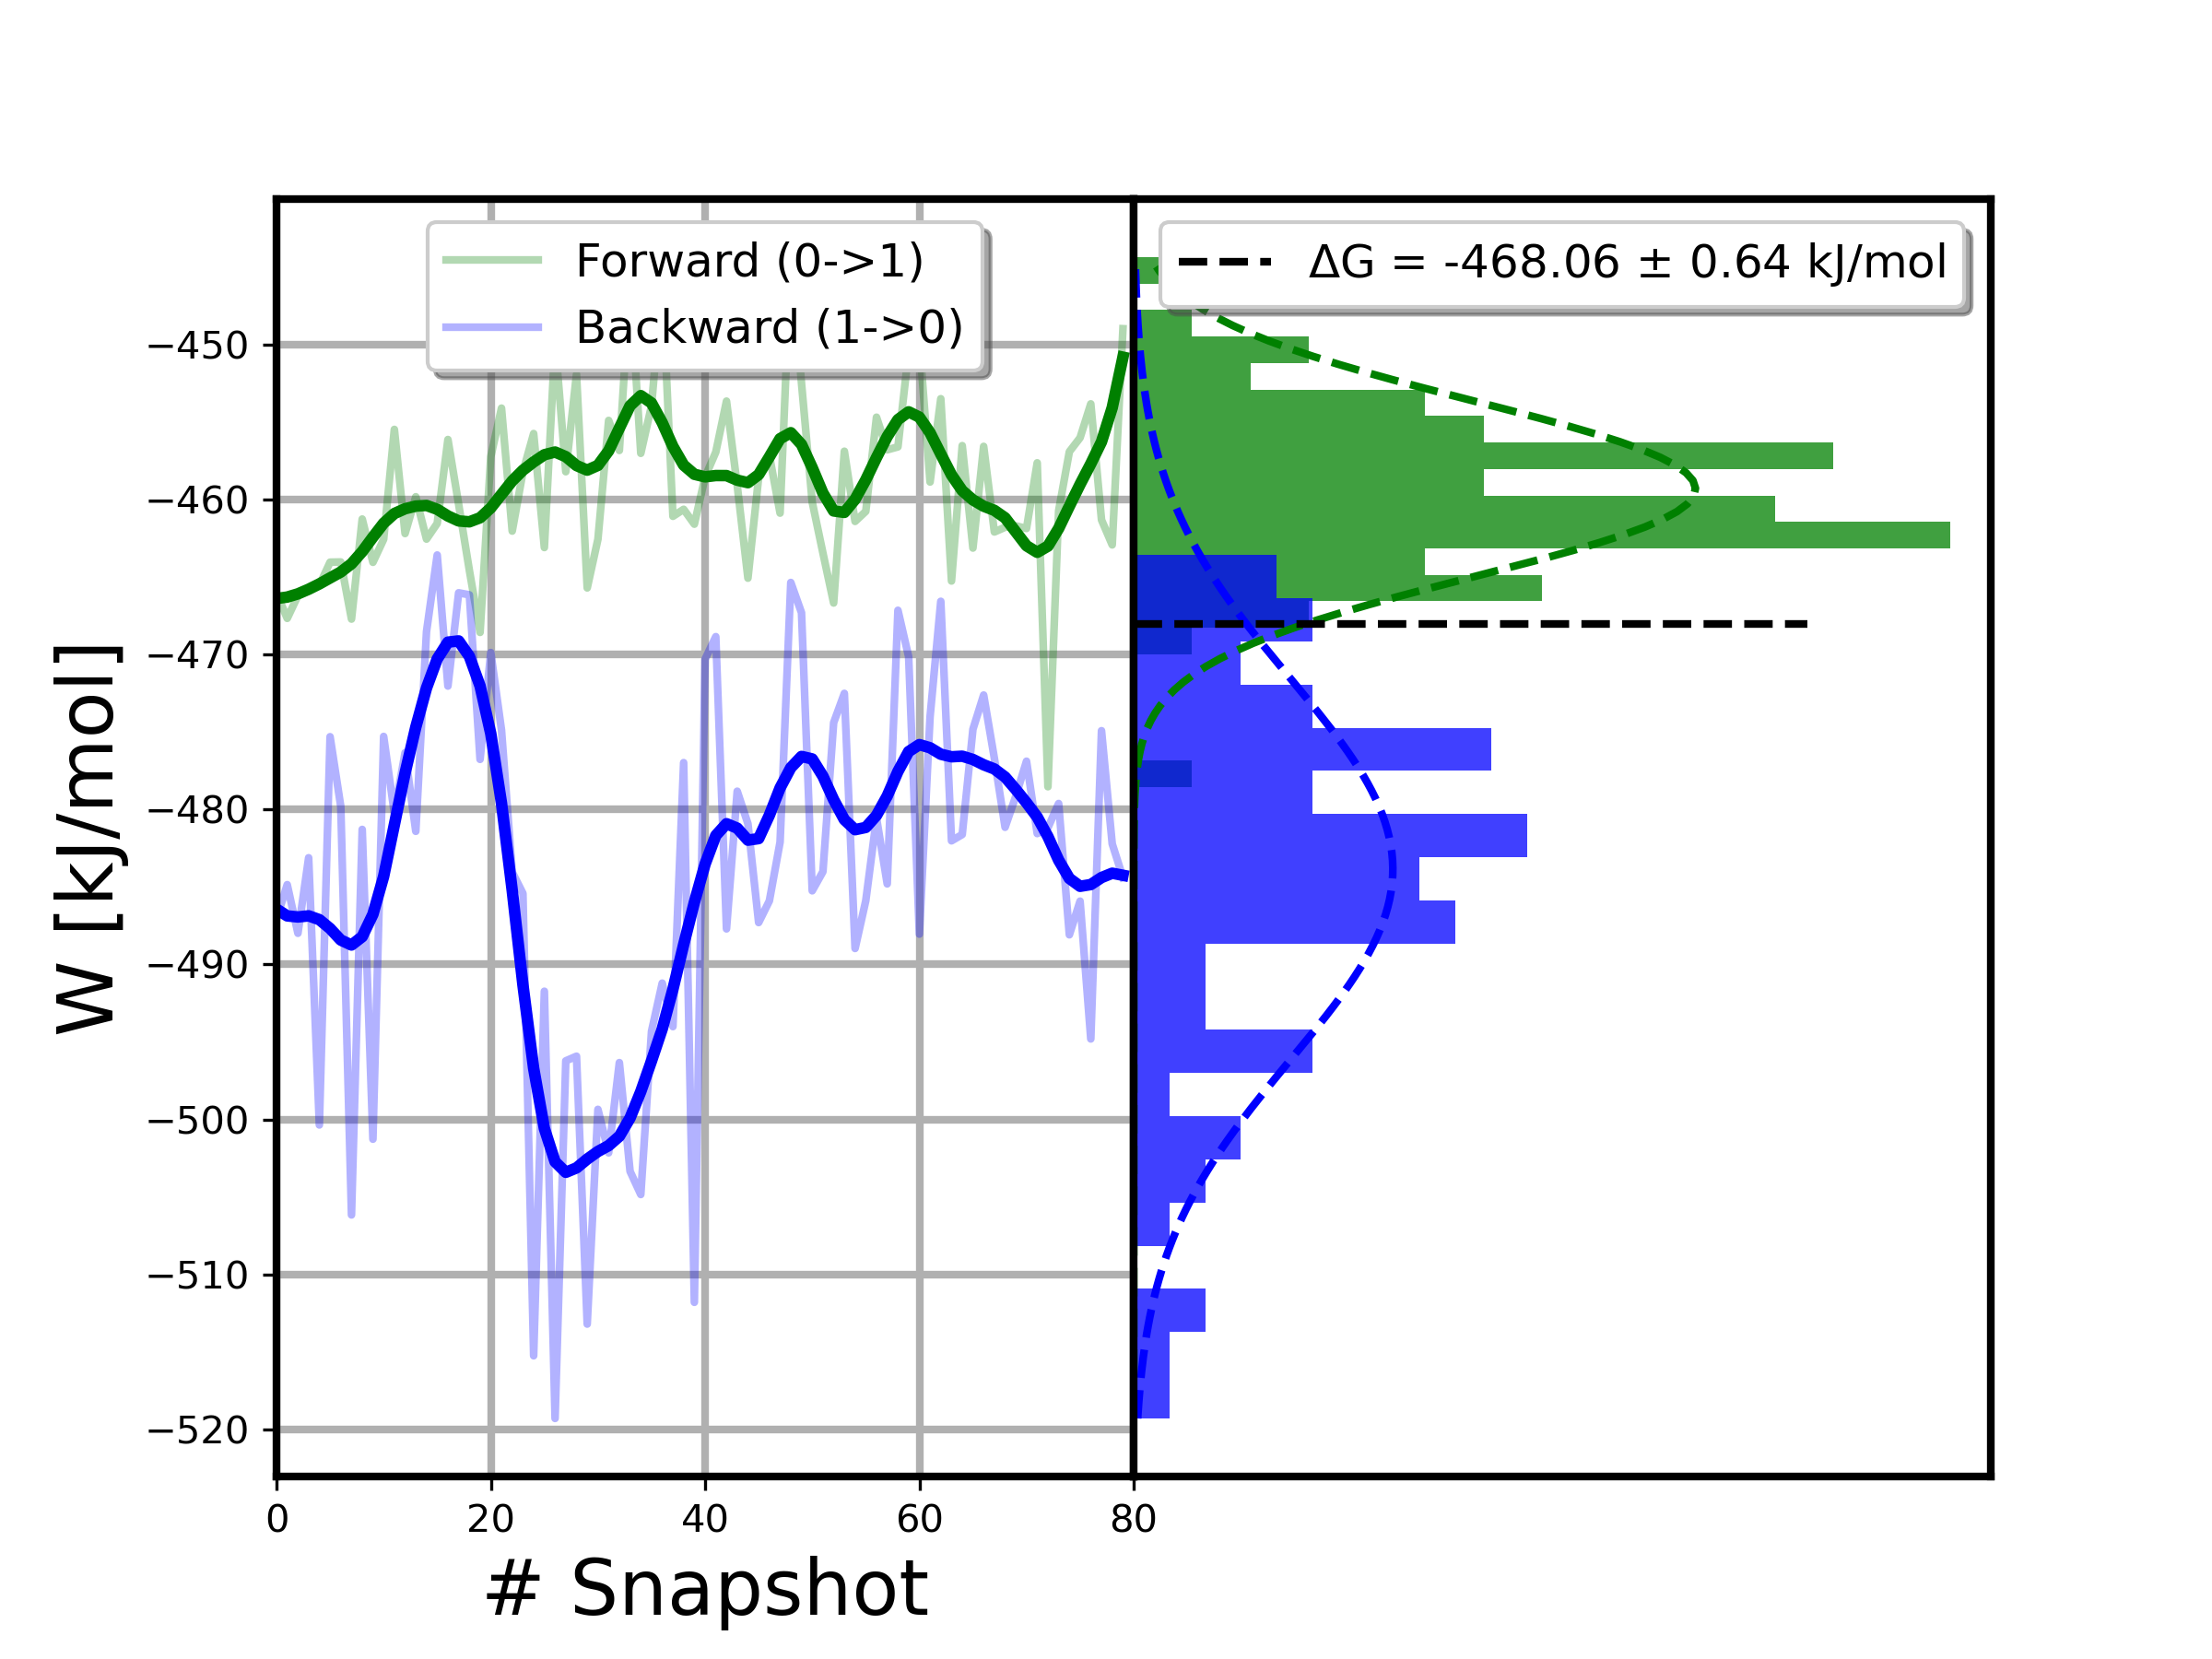 Forward (0->1)
Backward (1->0)
ΔG = -468.06 ± 0.64 kJ/mol
W [kJ/mol]
−450
−460
−470
−480
−490
−500
−510
−520
0 20 40 60 80
# Snapshot